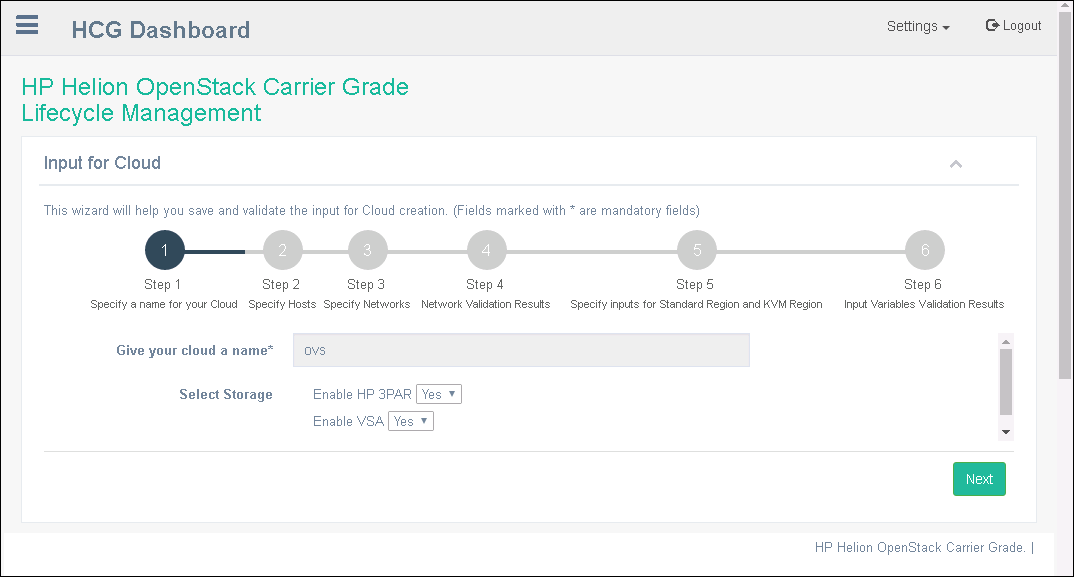 HCG Dashboard
Settings
Logout
HP Helion OpenStack Carrier Grade
Lifecycle Management
Input for Cloud
This wizard will help you save and validate the input for Cloud creation. (Fields marked with * are mandatory fields)
1 2 3 4 5 6
Step 1 Step 2 Step 3 Step 4 Step 5 Step 6
Specify a name for your Cloud Specify Hosts Specify Networks Network Validation Results Specify inputs for Standard Region and KVM Region Input Variables Validation Results
Give your cloud a name* ovs
Select Storage Enable HP 3PAR Yes
Enable VSA Yes
Next
HP Helion OpenStack Carrier Grade. |